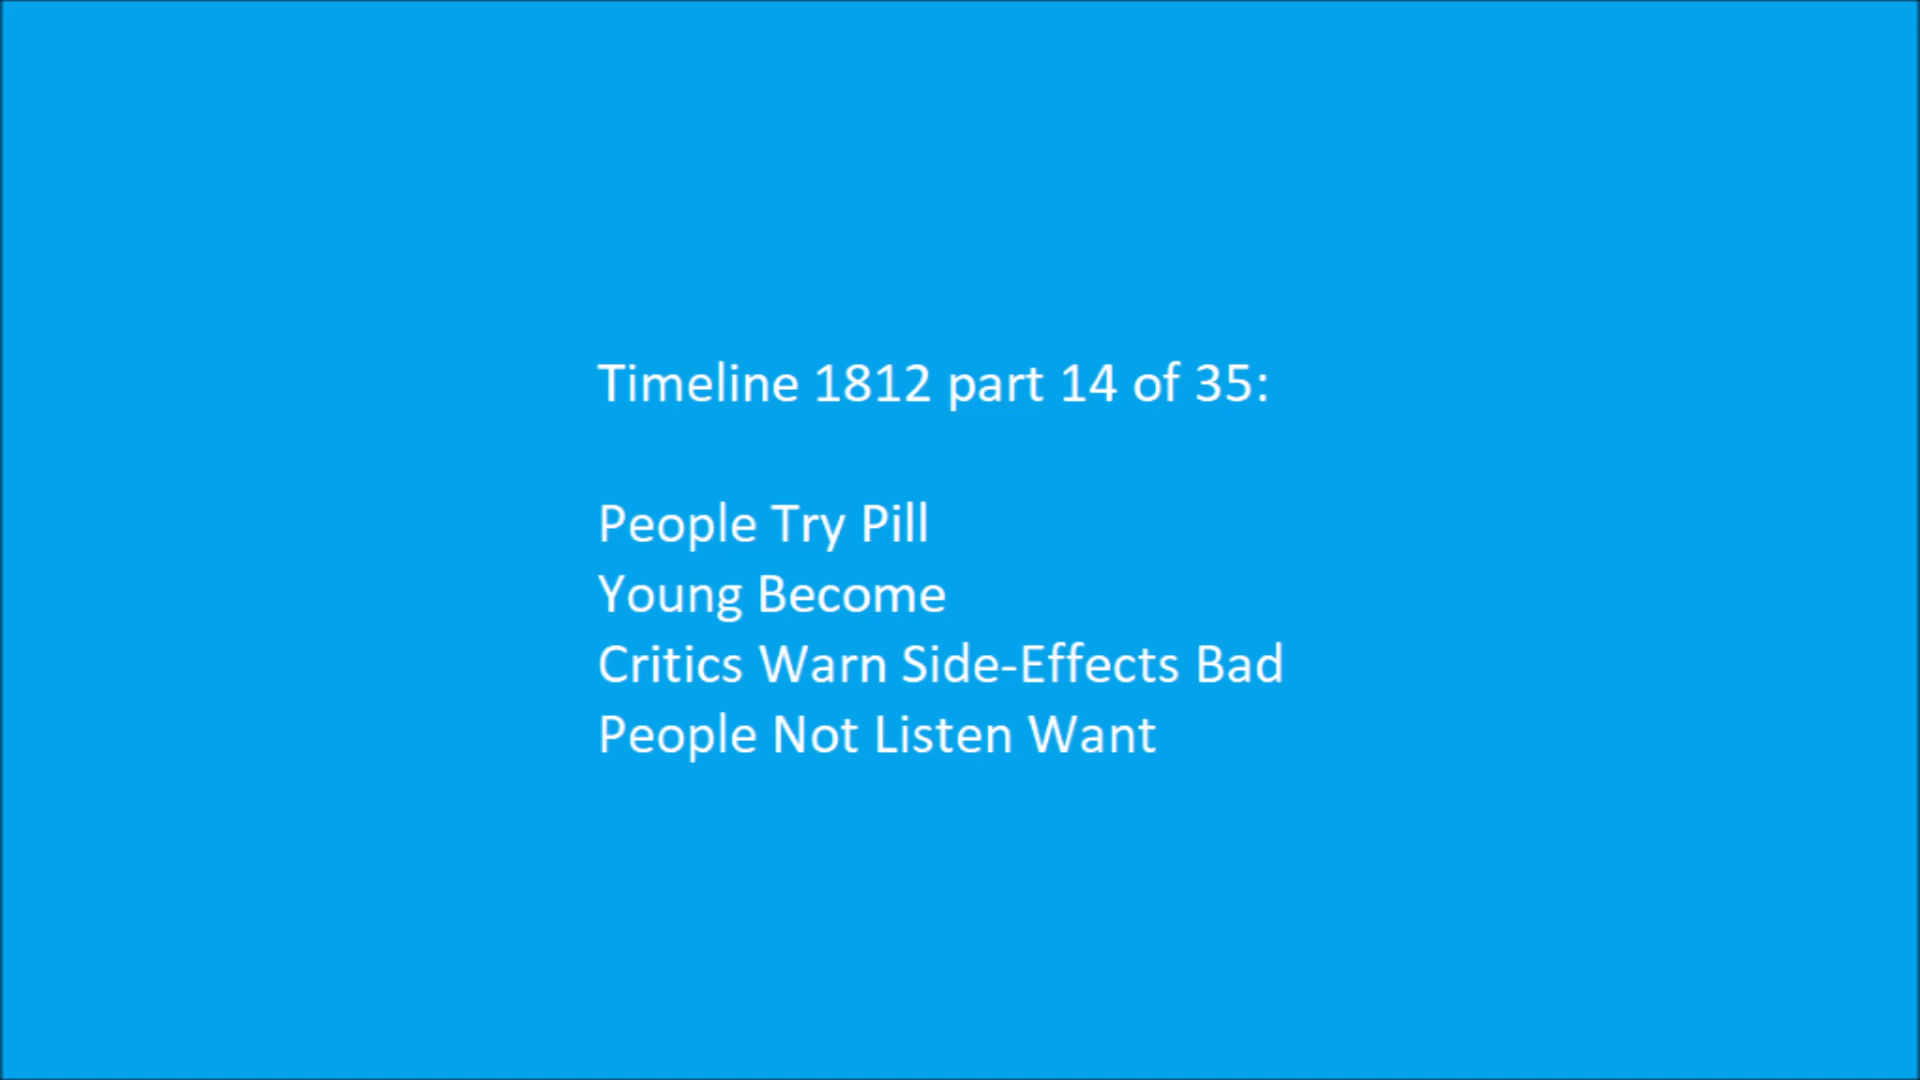 Timeline 1812 part 14 of 35:
People Try Pill
Young Become
Critics Warn Side-Effects Bad
People Not Listen Want